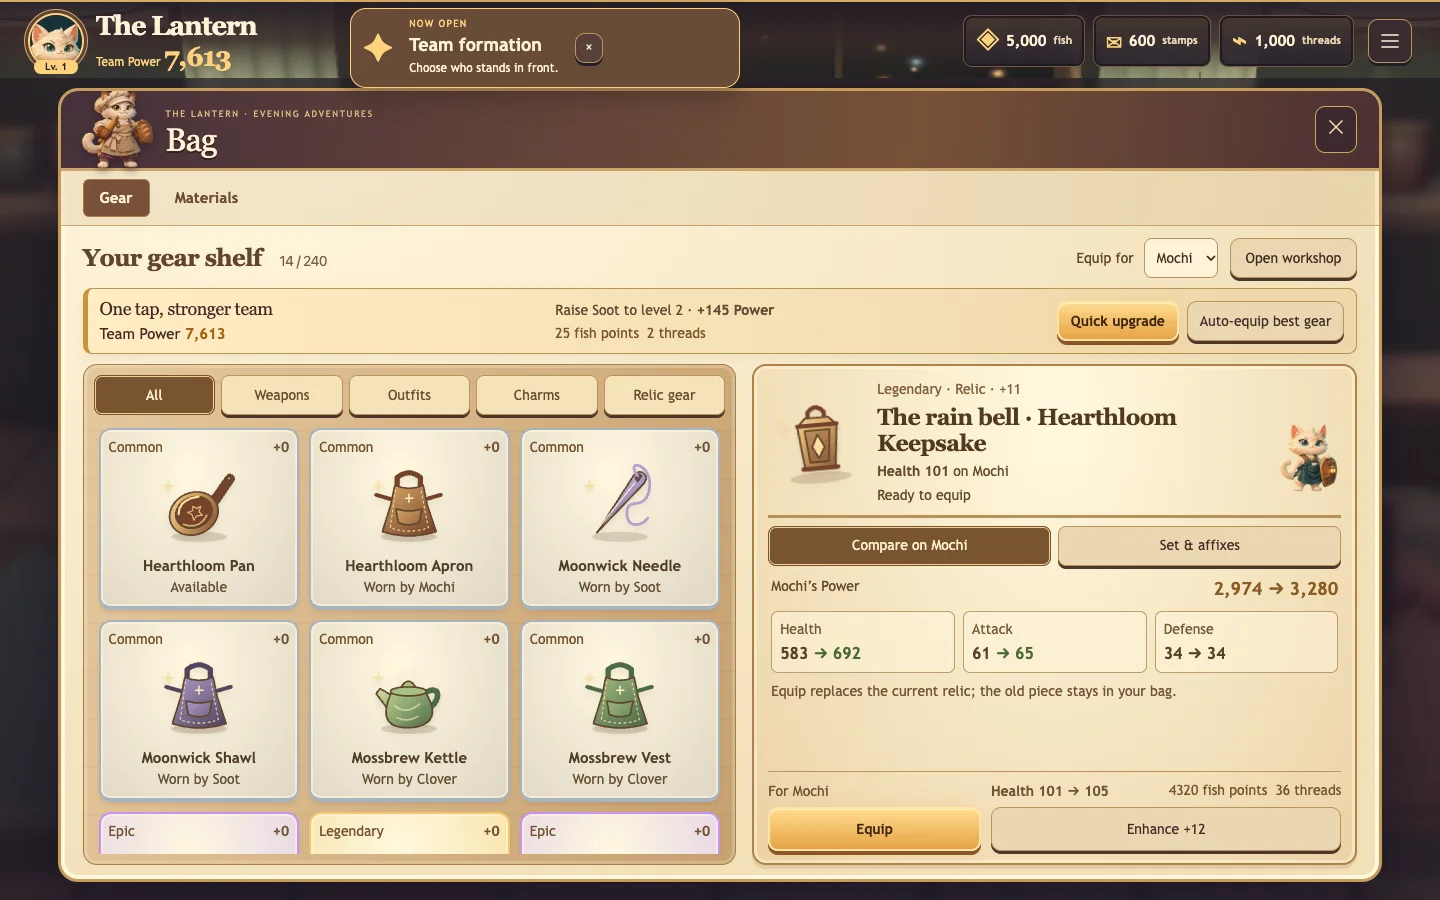 The Lantern
Lv. 1
Team Power 7,613
NOW OPEN
Team formation
Choose who stands in front.
×
5,000 fish
600 stamps
1,000 threads
THE LANTERN · EVENING ADVENTURES
Bag
Gear
Materials
Your gear shelf 14 / 240
Equip for
Mochi
Open workshop
One tap, stronger team
Team Power 7,613
Raise Soot to level 2 · +145 Power
25 fish points 2 threads
Quick upgrade
Auto-equip best gear
All
Weapons
Outfits
Charms
Relic gear
Common +0
Hearthloom Pan
Available
Common +0
Hearthloom Apron
Worn by Mochi
Common +0
Moonwick Needle
Worn by Soot
Common +0
Moonwick Shawl
Worn by Soot
Common +0
Mossbrew Kettle
Worn by Clover
Common +0
Mossbrew Vest
Worn by Clover
Epic +0
Legendary +0
Epic +0
Legendary · Relic · +11
The rain bell · Hearthloom
Keepsake
Health 101 on Mochi
Ready to equip
Compare on Mochi
Set & affixes
Mochi’s Power
2,974 → 3,280
Health
583 → 692
Attack
61 → 65
Defense
34 → 34
Equip replaces the current relic; the old piece stays in your bag.
For Mochi
Health 101 → 105
4320 fish points 36 threads
Equip
Enhance +12